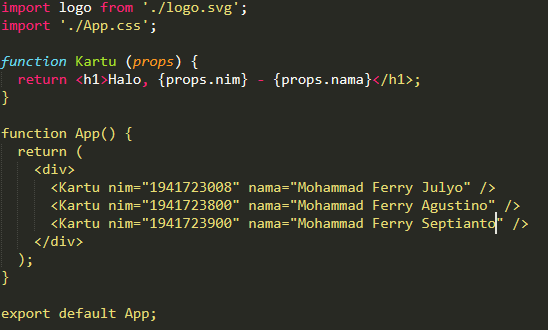 import logo from './logo.svg';
import './App.css';

function Kartu (props) {
  return <h1>Halo, {props.nim} - {props.nama}</h1>;
}

function App() {
  return (
    <div>
      <Kartu nim="1941723008" nama="Mohammad Ferry Julyo" />
      <Kartu nim="1941723800" nama="Mohammad Ferry Agustino" />
      <Kartu nim="1941723900" nama="Mohammad Ferry Septianto" />
    </div>
  );
}

export default App;